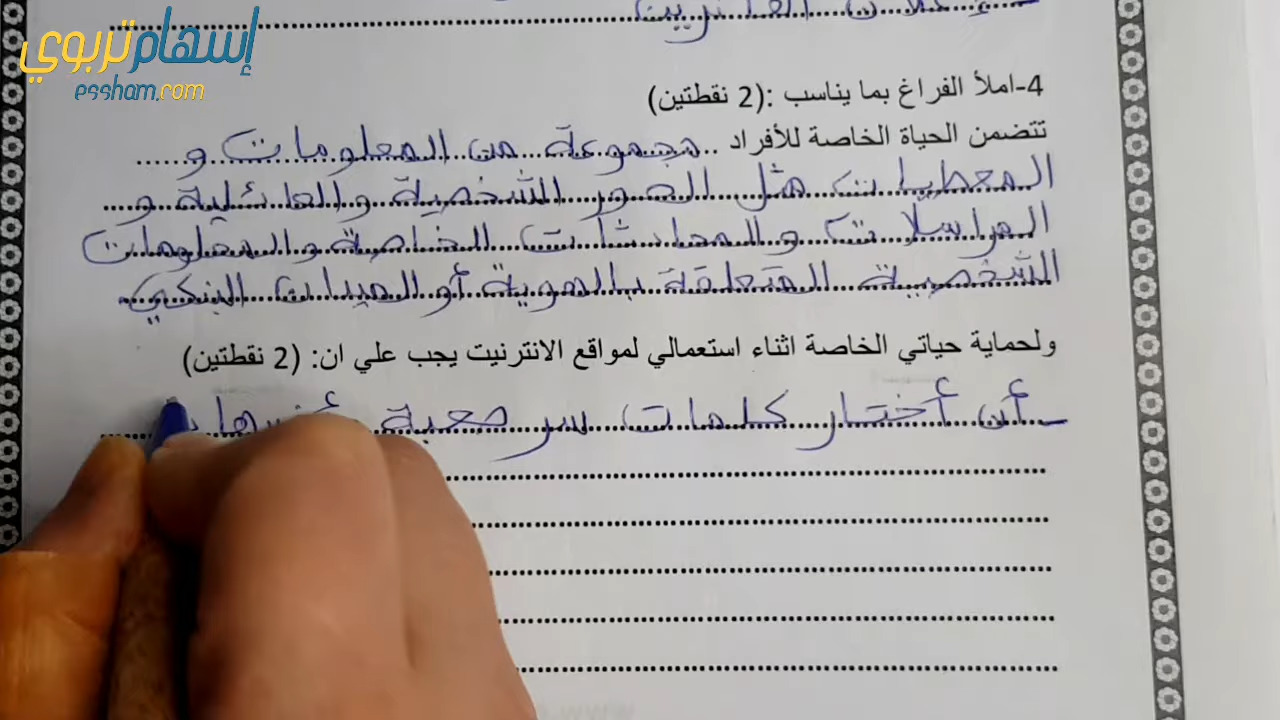 إسهام تربوي
essham.com
4-املأ الفراغ بما يناسب :(2 نقطتين)
تتضمن الحياة الخاصة للأفراد ..مجموعة من المعلومات و.....
المعطيات مثل الصور الشخصية والعائلية و
المراسلات والمحادثات الخاصة والمعلومات
الشخصية المتعلقة بالهوية أو الميدات البنكي
ولحماية حياتي الخاصة اثناء استعمالي لمواقع الانترنيت يجب علي ان: (2 نقطتين)
- أن أختار كلمات سر صعبة